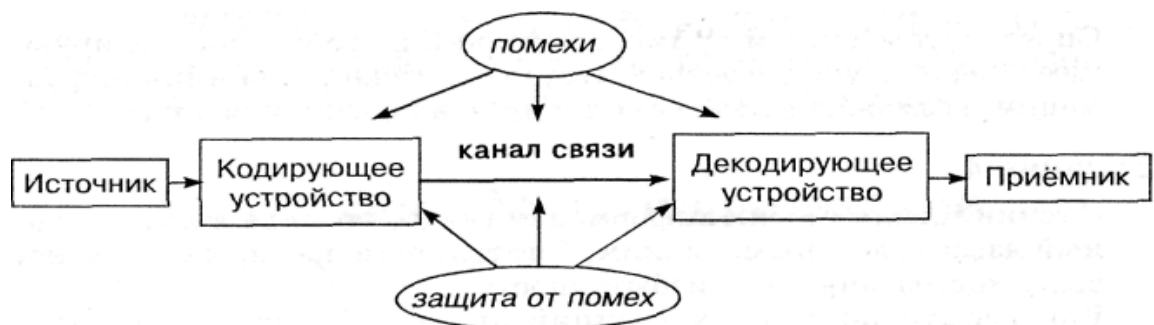 помехи
канал связи
Источник
Кодирующее
устройство
Декодирующее
устройство
Приёмник
защита от помех